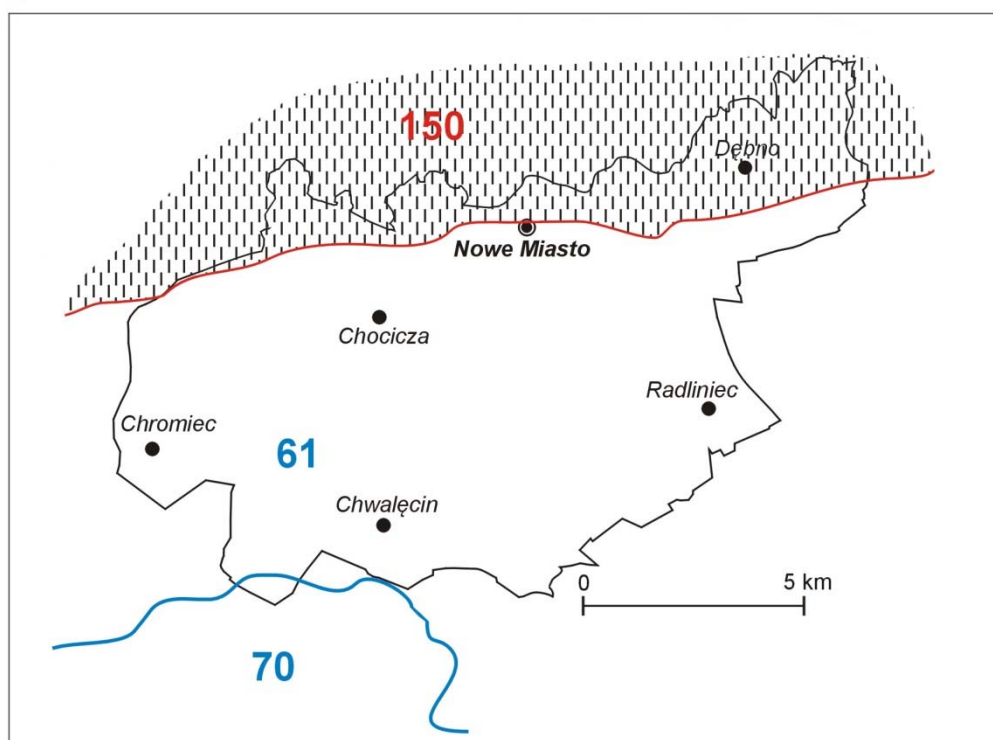 150
Dębno
Nowe Miasto
Chocicza
Radliniec
Chromiec
61
Chwalęcin
0 5 km
70